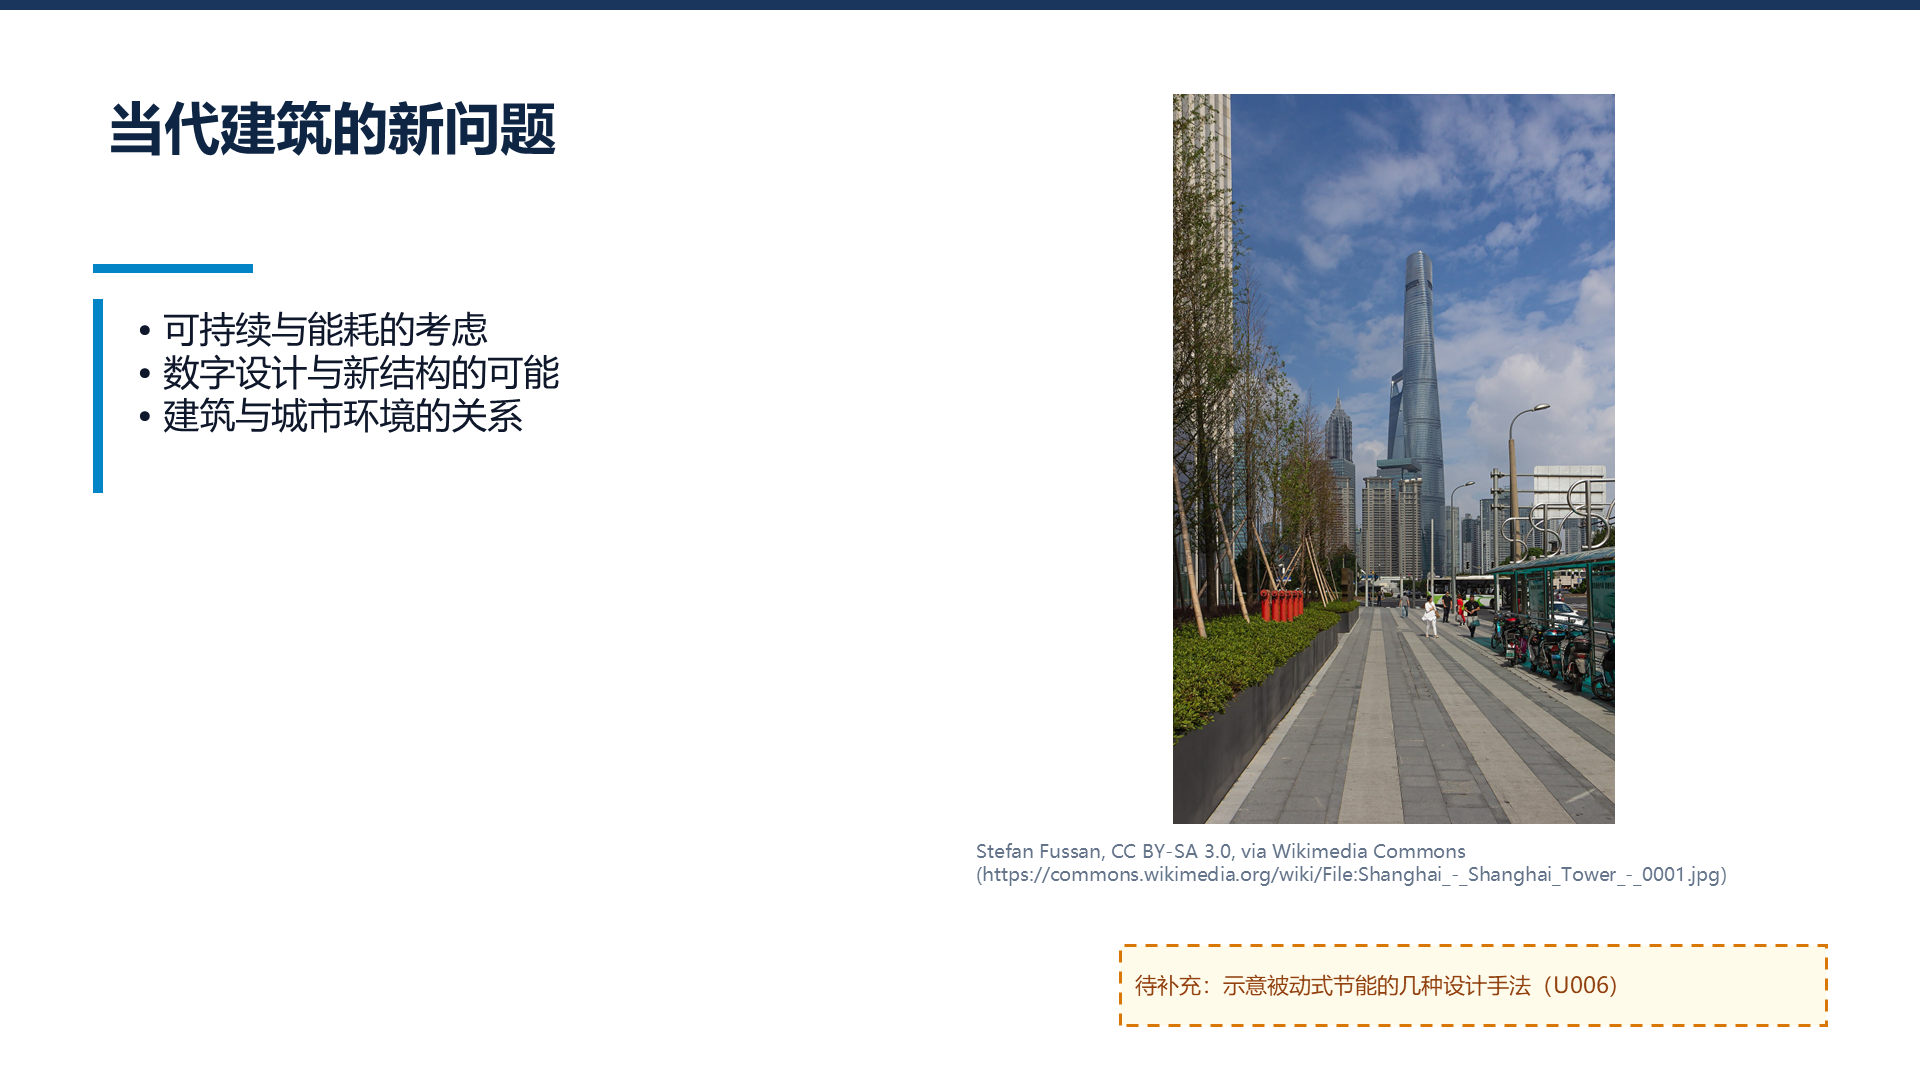 当代建筑的新问题
• 可持续与能耗的考虑
• 数字设计与新结构的可能
• 建筑与城市环境的关系
Stefan Fussan, CC BY-SA 3.0, via Wikimedia Commons
(https://commons.wikimedia.org/wiki/File:Shanghai_-_Shanghai_Tower_-_0001.jpg)
待补充：示意被动式节能的几种设计手法（U006）